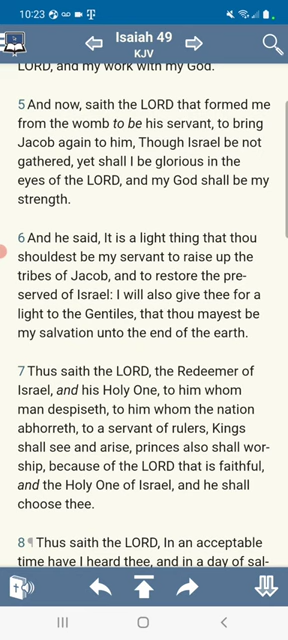 10:23
Isaiah 49
KJV
LORD, and my work with my God.
5 And now, saith the LORD that formed me
from the womb to be his servant, to bring
Jacob again to him, Though Israel be not
gathered, yet shall I be glorious in the
eyes of the LORD, and my God shall be my
strength.
6 And he said, It is a light thing that thou
shouldest be my servant to raise up the
tribes of Jacob, and to restore the pre-
served of Israel: I will also give thee for a
light to the Gentiles, that thou mayest be
my salvation unto the end of the earth.
7 Thus saith the LORD, the Redeemer of
Israel, and his Holy One, to him whom
man despiseth, to him whom the nation
abhorreth, to a servant of rulers, Kings
shall see and arise, princes also shall wor-
ship, because of the LORD that is faithful,
and the Holy One of Israel, and he shall
choose thee.
8 ¶ Thus saith the LORD, In an acceptable
time have I heard thee, and in a day of sal-